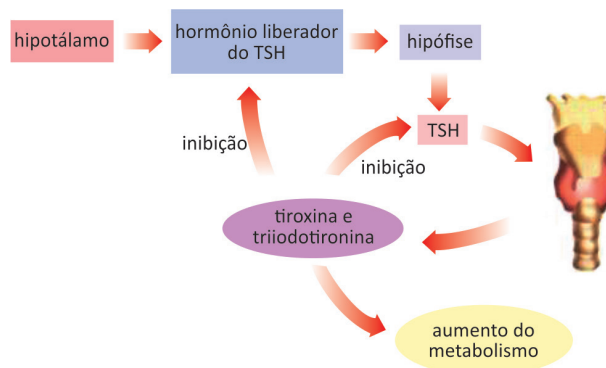 hipotálamo
hormônio liberador
do TSH
hipófise
inibição
TSH
inibição
tiroxina e
triiodotironina
aumento do
metabolismo